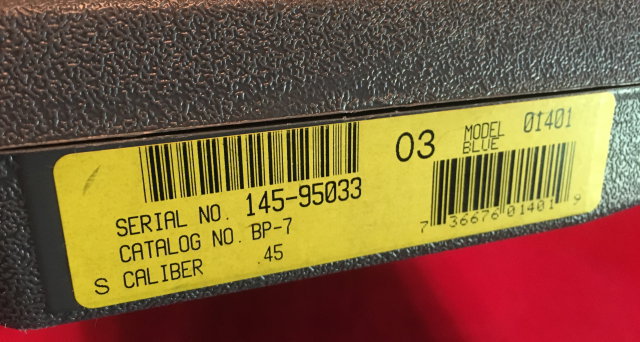 SERIAL NO. 145-95033
CATALOG NO. BP-7
S CALIBER .45
03 MODEL 01401
BLUE
7 36676 01401 9